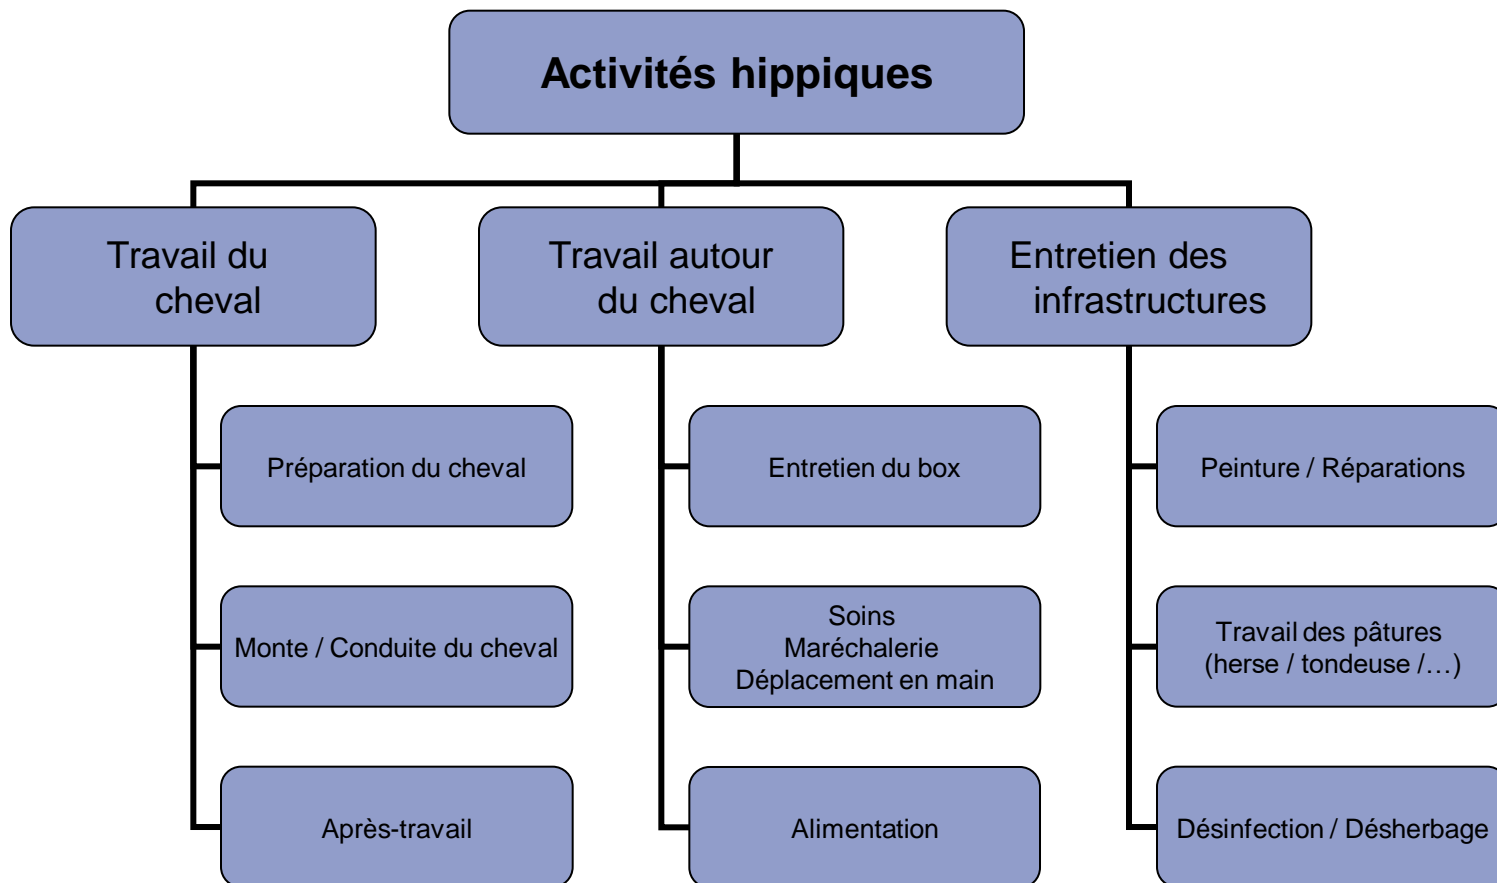 Activités hippiques
Travail du
cheval
Travail autour
du cheval
Entretien des
infrastructures
Préparation du cheval
Entretien du box
Peinture / Réparations
Monte / Conduite du cheval
Soins
Maréchalerie
Déplacement en main
Travail des pâtures
(herse / tondeuse /…)
Après-travail
Alimentation
Désinfection / Désherbage